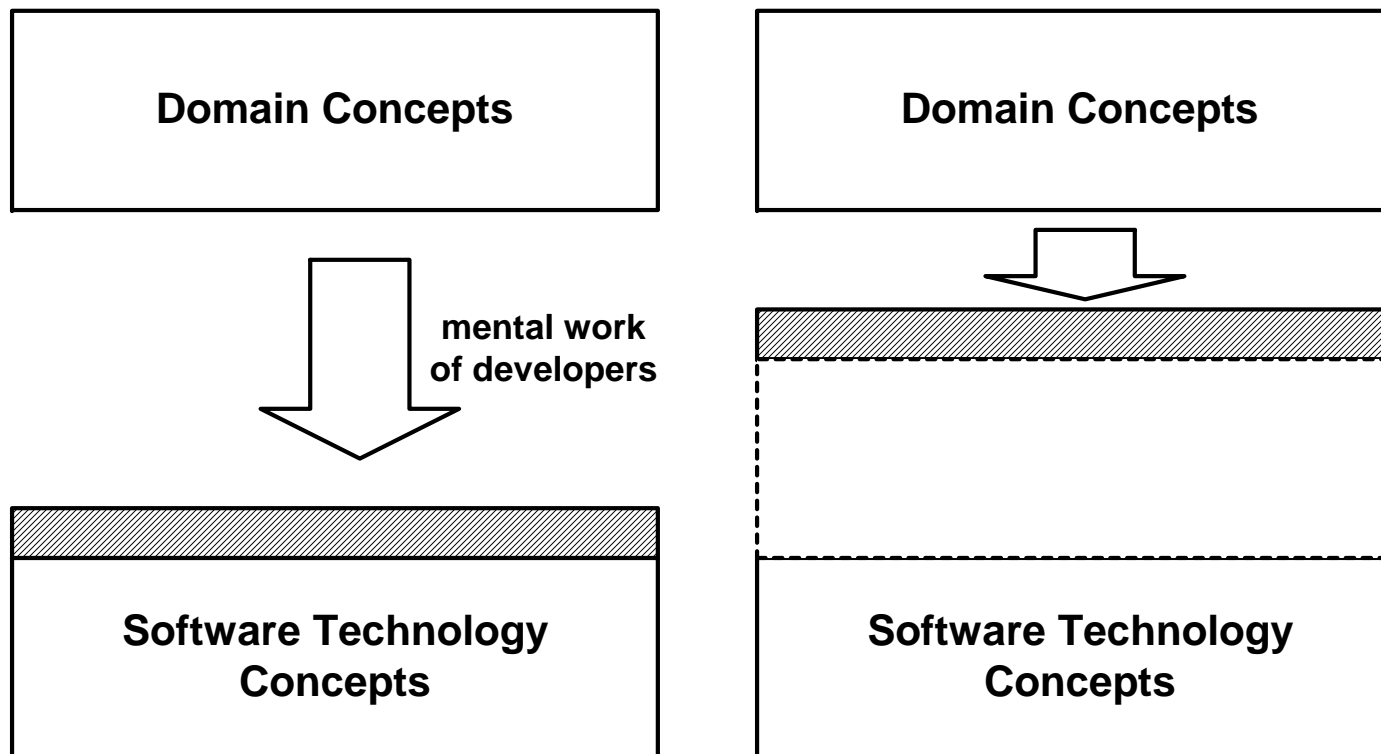 Domain Concepts
mental work
of developers
Software Technology
Concepts
Domain Concepts
Software Technology
Concepts